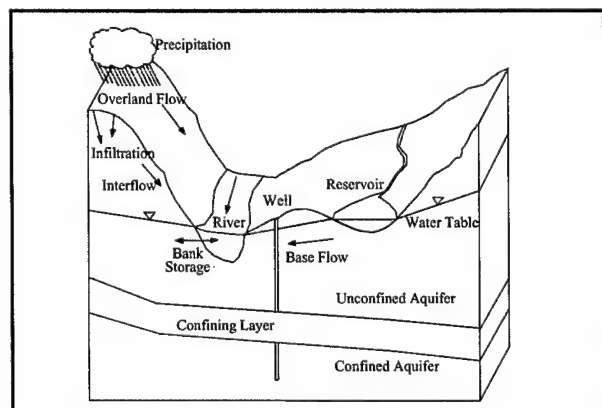 Precipitation
Overland Flow
Infiltration
Interflow
Reservoir
Well
River
Water Table
Bank
Storage
Base Flow
Unconfined Aquifer
Confining Layer
Confined Aquifer